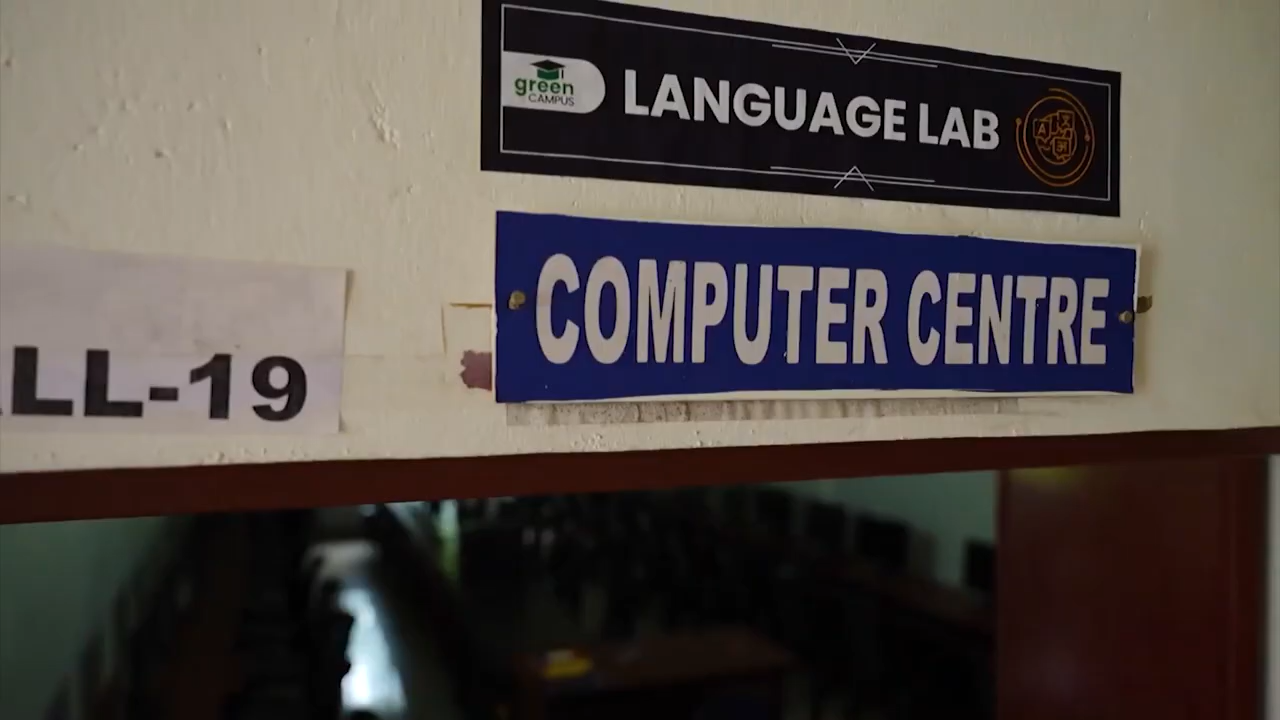 green
CAMPUS
LANGUAGE LAB
COMPUTER CENTRE
LL-19